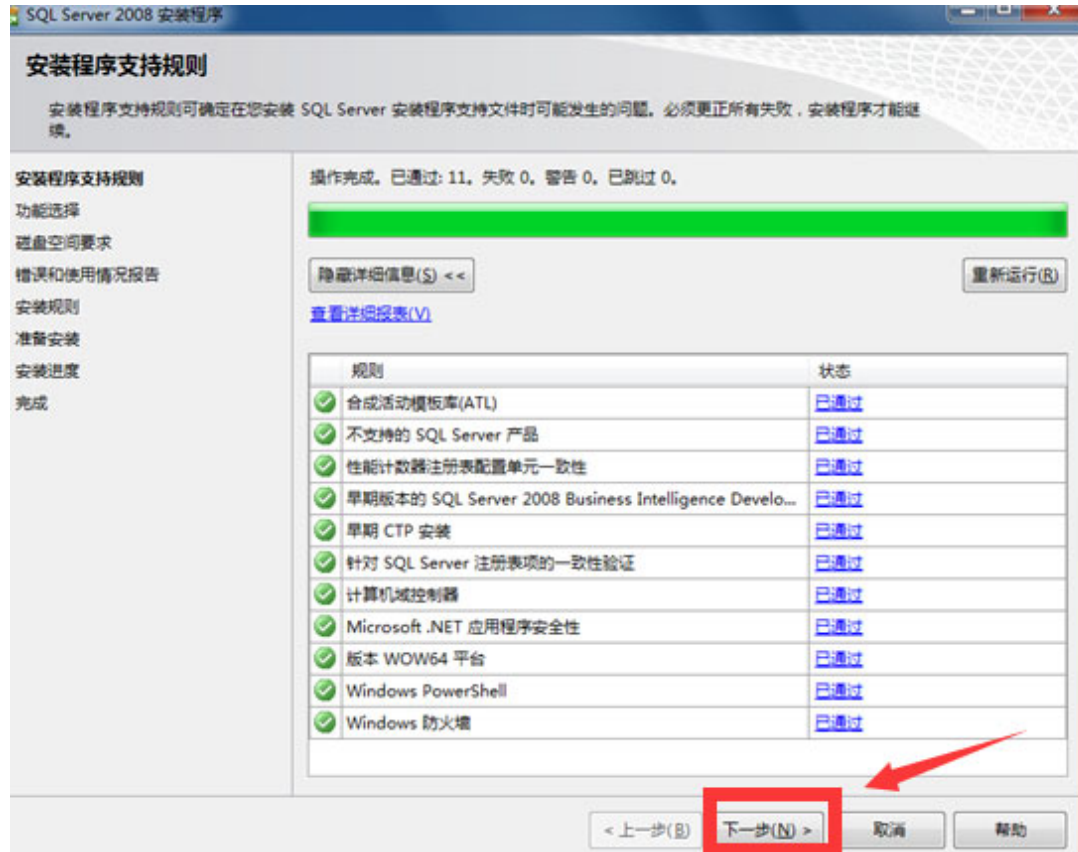 SQL Server 2008 安装程序
安装程序支持规则
安装程序支持规则可确定在您安装 SQL Server 安装程序支持文件时可能发生的问题。必须更正所有失败，安装程序才能继
续。
安装程序支持规则
功能选择
磁盘空间要求
错误和使用情况报告
安装规则
准备安装
安装进度
完成
操作完成。已通过: 11。失败 0。警告 0。已跳过 0。
隐藏详细信息(S) <<
重新运行(R)
查看详细报表(V)
规则 状态
合成活动模板库(ATL) 已通过
不支持的 SQL Server 产品 已通过
性能计数器注册表配置单元一致性 已通过
早期版本的 SQL Server 2008 Business Intelligence Develo... 已通过
早期 CTP 安装 已通过
针对 SQL Server 注册表项的一致性验证 已通过
计算机域控制器 已通过
Microsoft .NET 应用程序安全性 已通过
版本 WOW64 平台 已通过
Windows PowerShell 已通过
Windows 防火墙 已通过
< 上一步(B) 下一步(N) > 取消 帮助